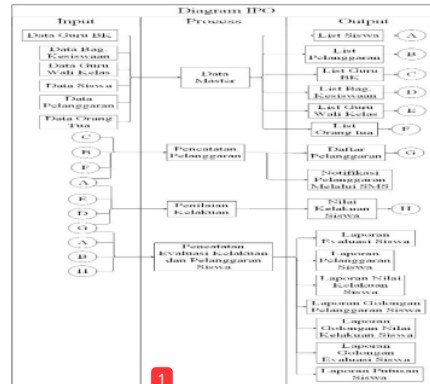 Diagram IPO
Input
Process
Output
Data Guru BK
Data Bag.
Kesiswaan
Data Guru
Wali Kelas
Data Siswa
Data
Pelanggaran
Data Orang
Tua
C
B
F
A
E
D
G
A
B
H
Data
Master
Pencatatan
Pelanggaran
Penilaian
Kelakuan
Pencatatan
Evaluasi Kelakuan
dan Pelanggaran
Siswa
List Siswa
A
List
Pelanggaran
B
List Guru
BK
C
List Bag.
Kesiswaan
D
List Guru
Wali Kelas
E
List
Orang tua
F
Daftar
Pelanggaran
G
Notifikasi
Pelanggaran
Melalui SMS
Nilai
Kelakuan
Siswa
H
Laporan
Evaluasi Siswa
Laporan
Pelanggaran
Siswa
Laporan Nilai
Kelakuan
Siswa
Laporan Golongan
Pelanggaran Siswa
Laporan
Golongan Nilai
Kelakuan Siswa
Laporan
Golongan
Evaluasi Siswa
Laporan Putusan
Siswa
1